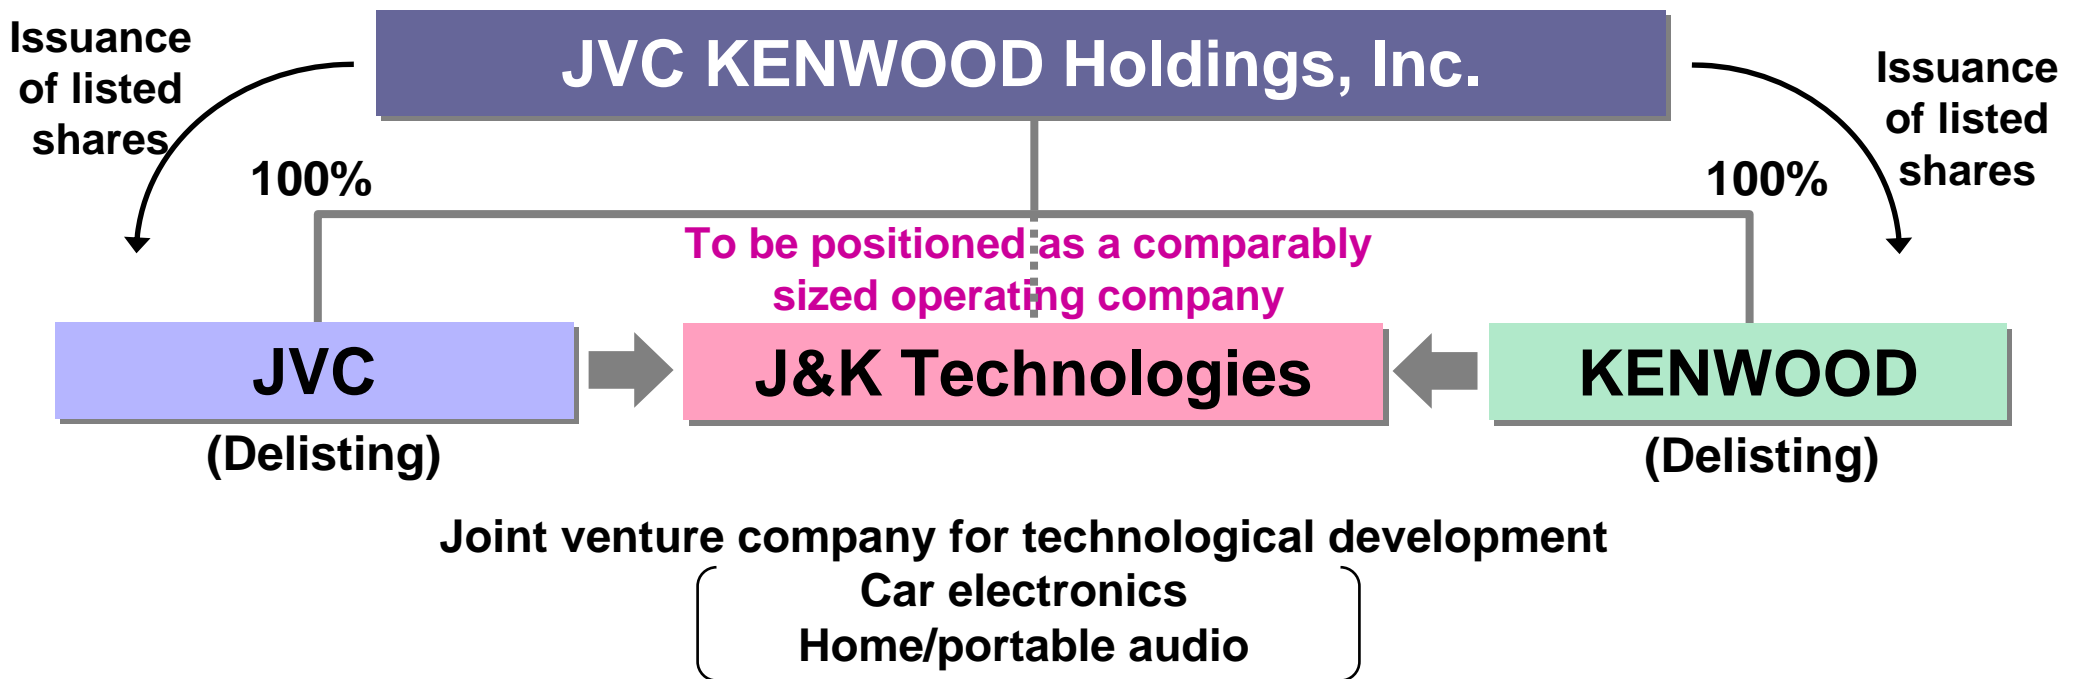 Issuance
of listed
shares
JVC KENWOOD Holdings, Inc.
Issuance
of listed
shares
100%
100%
To be positioned as a comparably
sized operating company
JVC
J&K Technologies
KENWOOD
(Delisting)
(Delisting)
Joint venture company for technological development
Car electronics
Home/portable audio